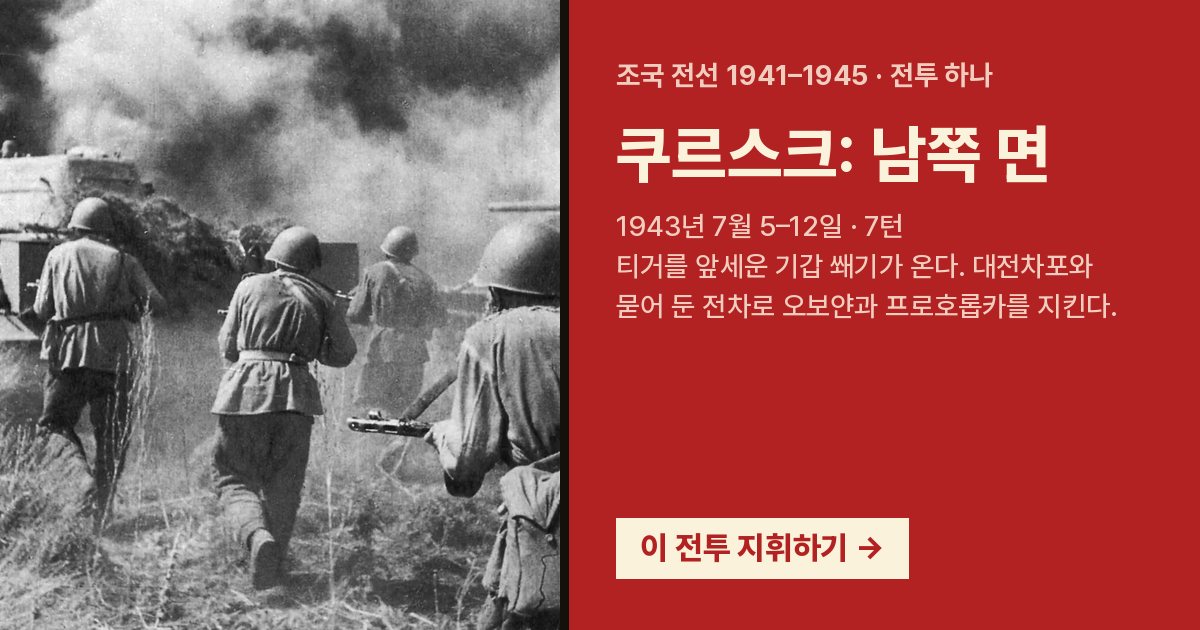 조국 전선 1941–1945 · 전투 하나
쿠르스크: 남쪽 면
1943년 7월 5–12일 · 7턴
티거를 앞세운 기갑 쐐기가 온다. 대전차포와
묻어 둔 전차로 오보얀과 프로호롭카를 지킨다.
이 전투 지휘하기 →